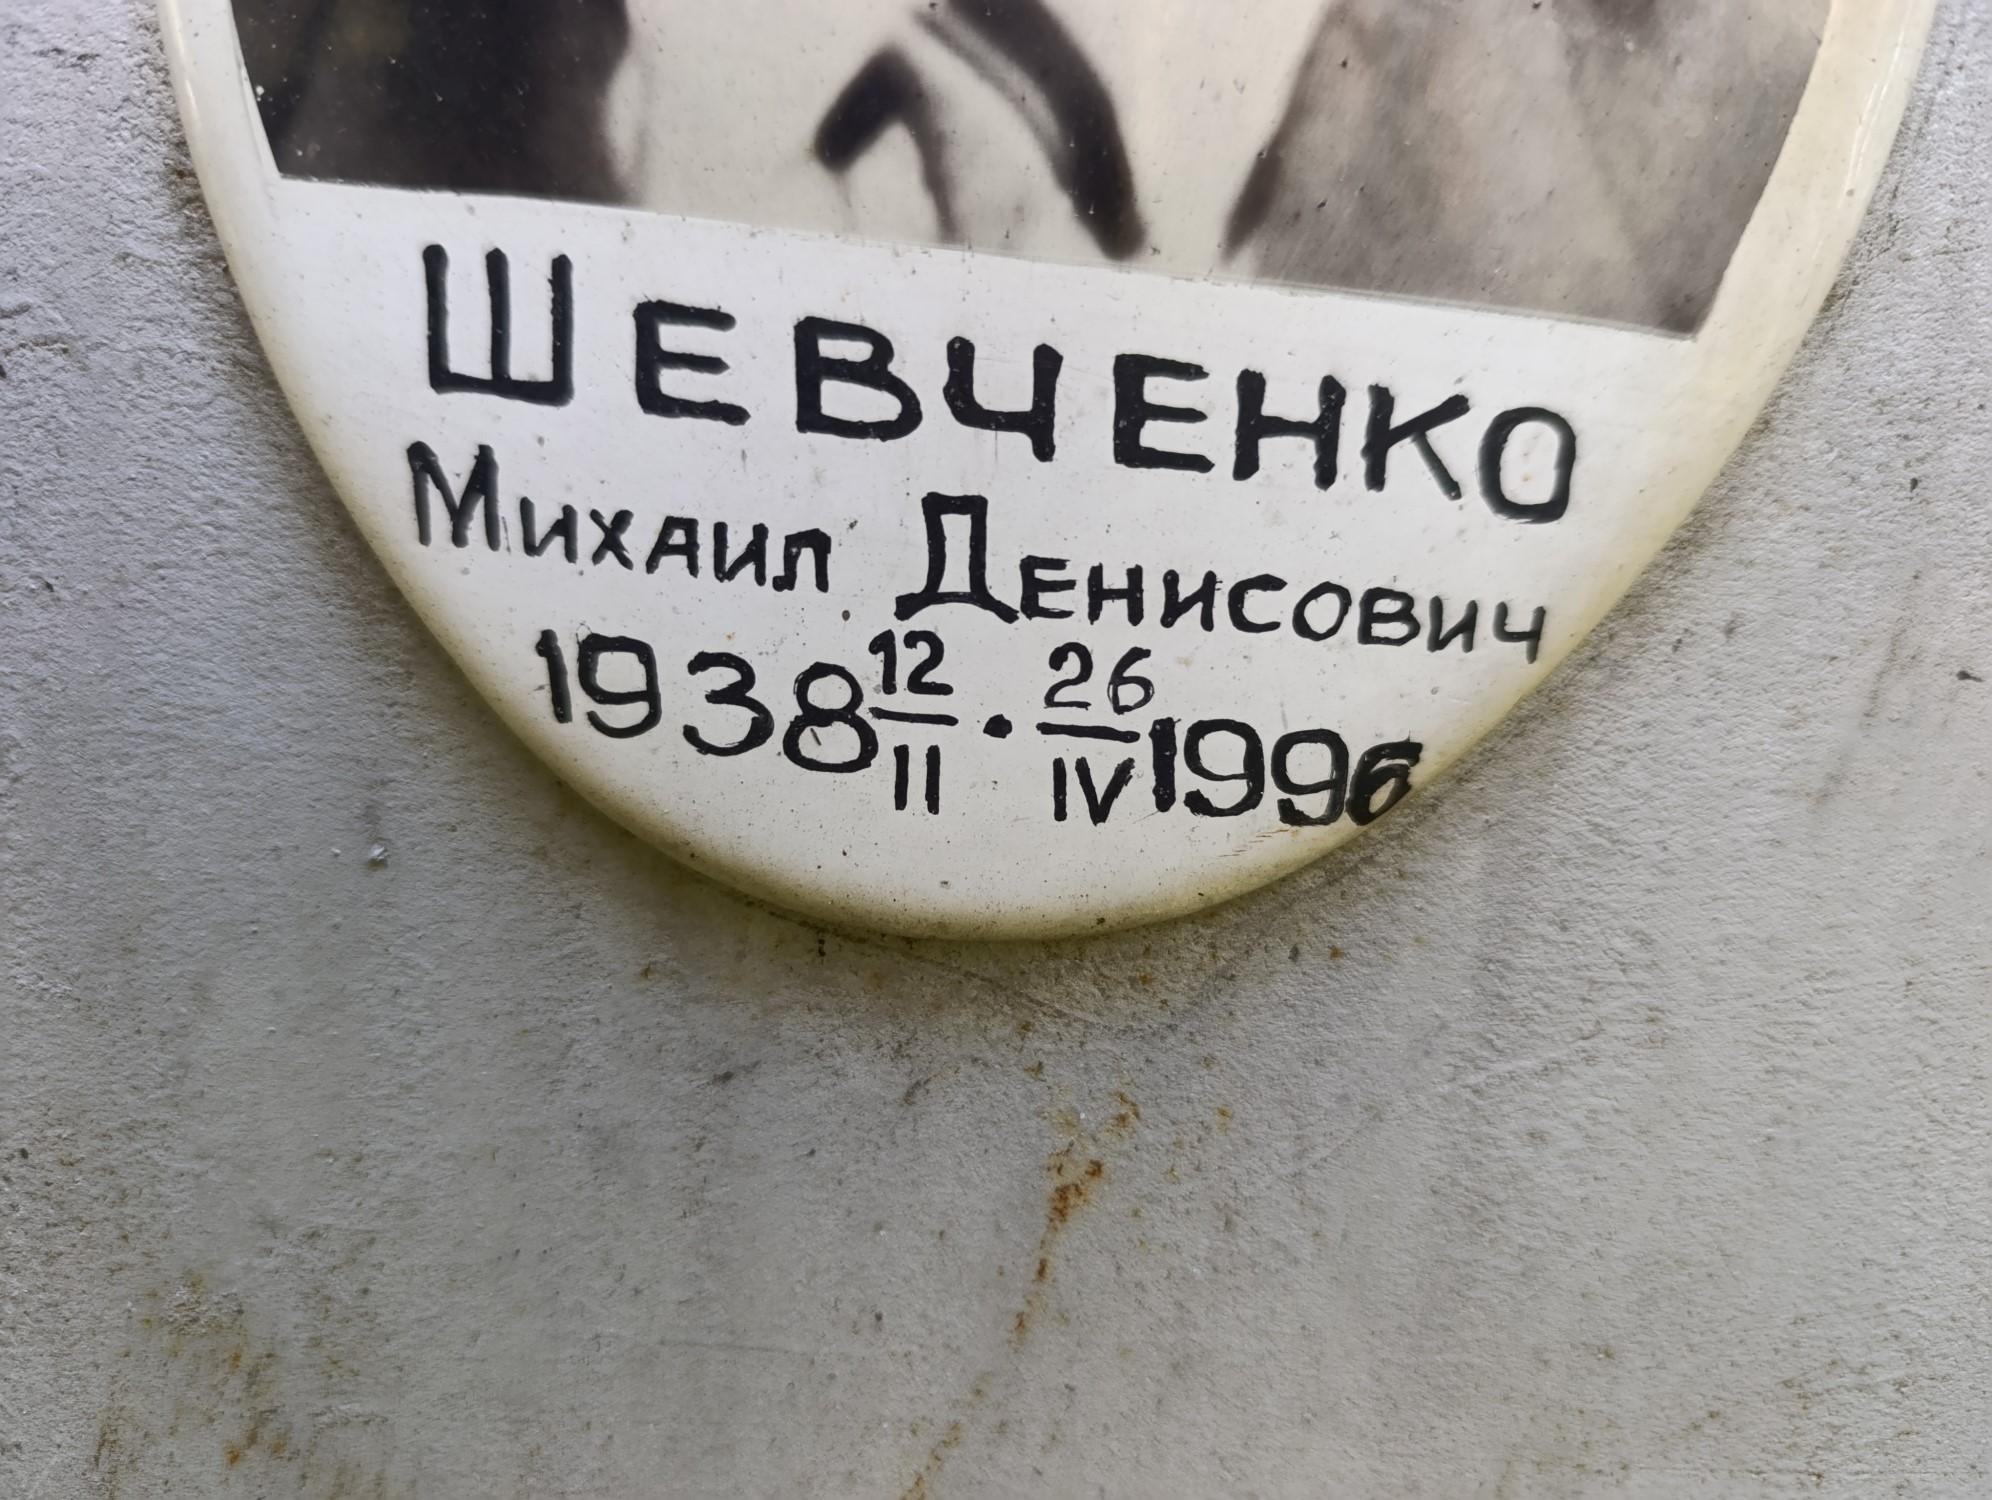 ШЕВЧЕНКО
Михаил Денисович
1938 12/II · 26/IV 1996